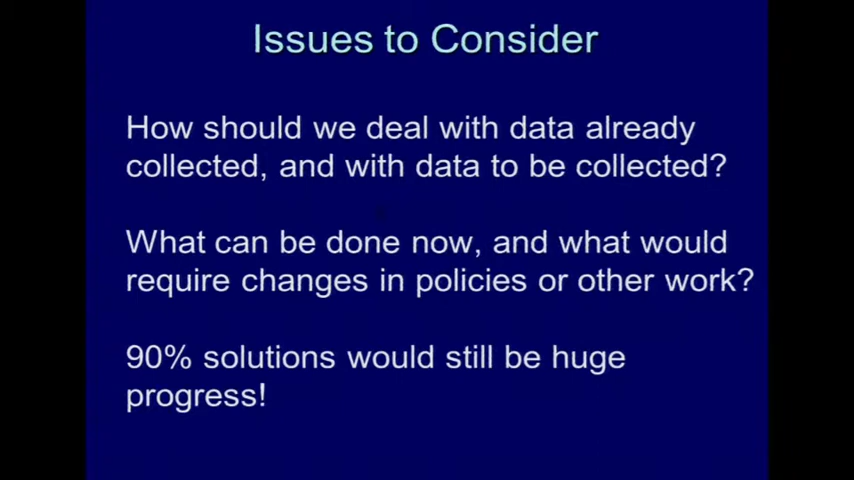 Issues to Consider
How should we deal with data already
collected, and with data to be collected?
What can be done now, and what would
require changes in policies or other work?
90% solutions would still be huge
progress!